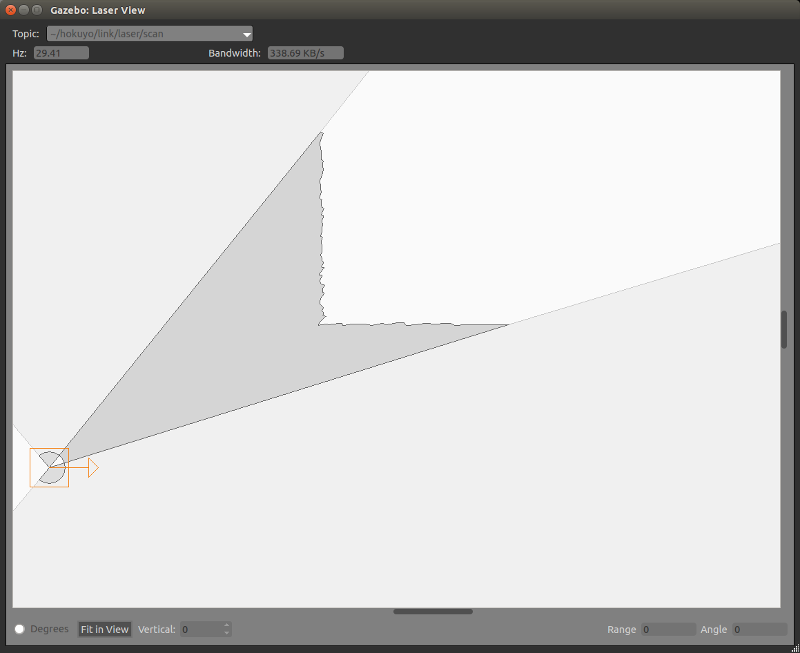 Gazebo: Laser View
Topic: ~/hokuyo/link/laser/scan
Hz: 29.41 Bandwidth: 338.69 KB/s
Degrees Fit in View Vertical: 0 Range 0 Angle 0